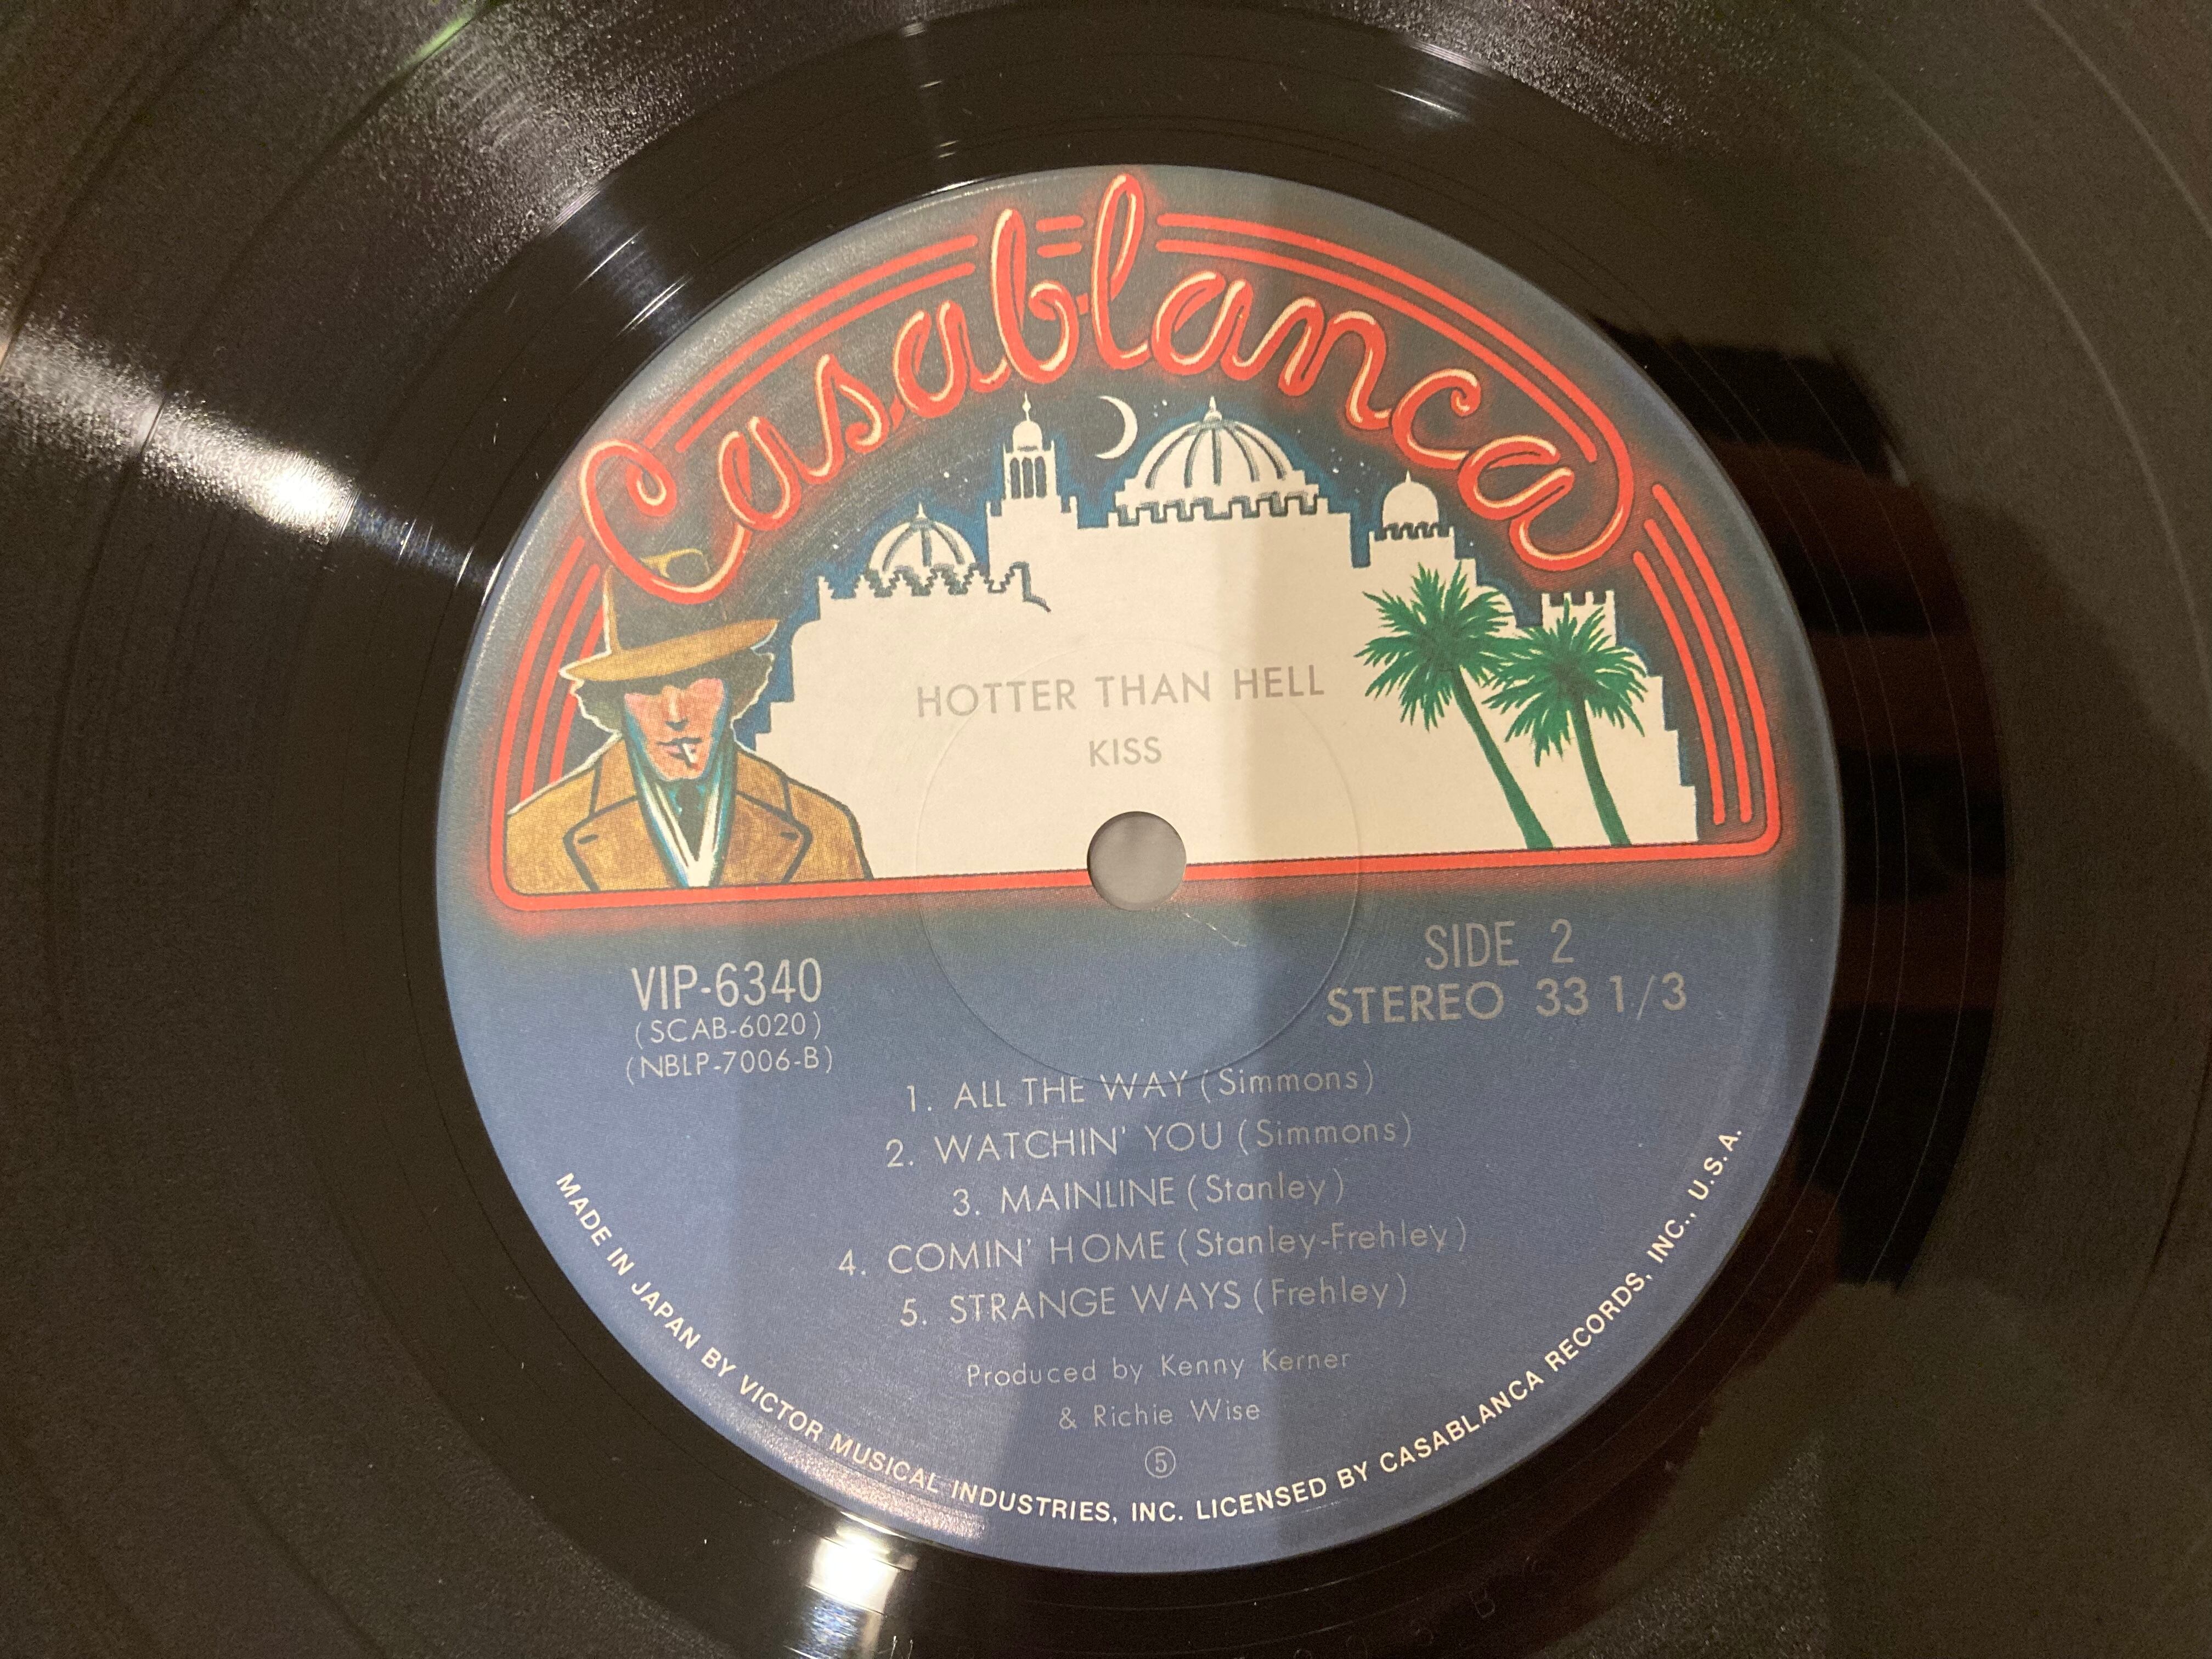 Casablanca
HOTTER THAN HELL
KISS
VIP-6340
(SCAB-6020)
(NBLP-7006-B)
SIDE 2
STEREO 33 1/3
1. ALL THE WAY (Simmons)
2. WATCHIN' YOU (Simmons)
3. MAINLINE (Stanley)
4. COMIN' HOME (Stanley-Frehley)
5. STRANGE WAYS (Frehley)
Produced by Kenny Kerner
& Richie Wise
⑤
MADE IN JAPAN BY VICTOR MUSICAL INDUSTRIES, INC. LICENSED BY CASABLANCA RECORDS, INC., U.S.A.